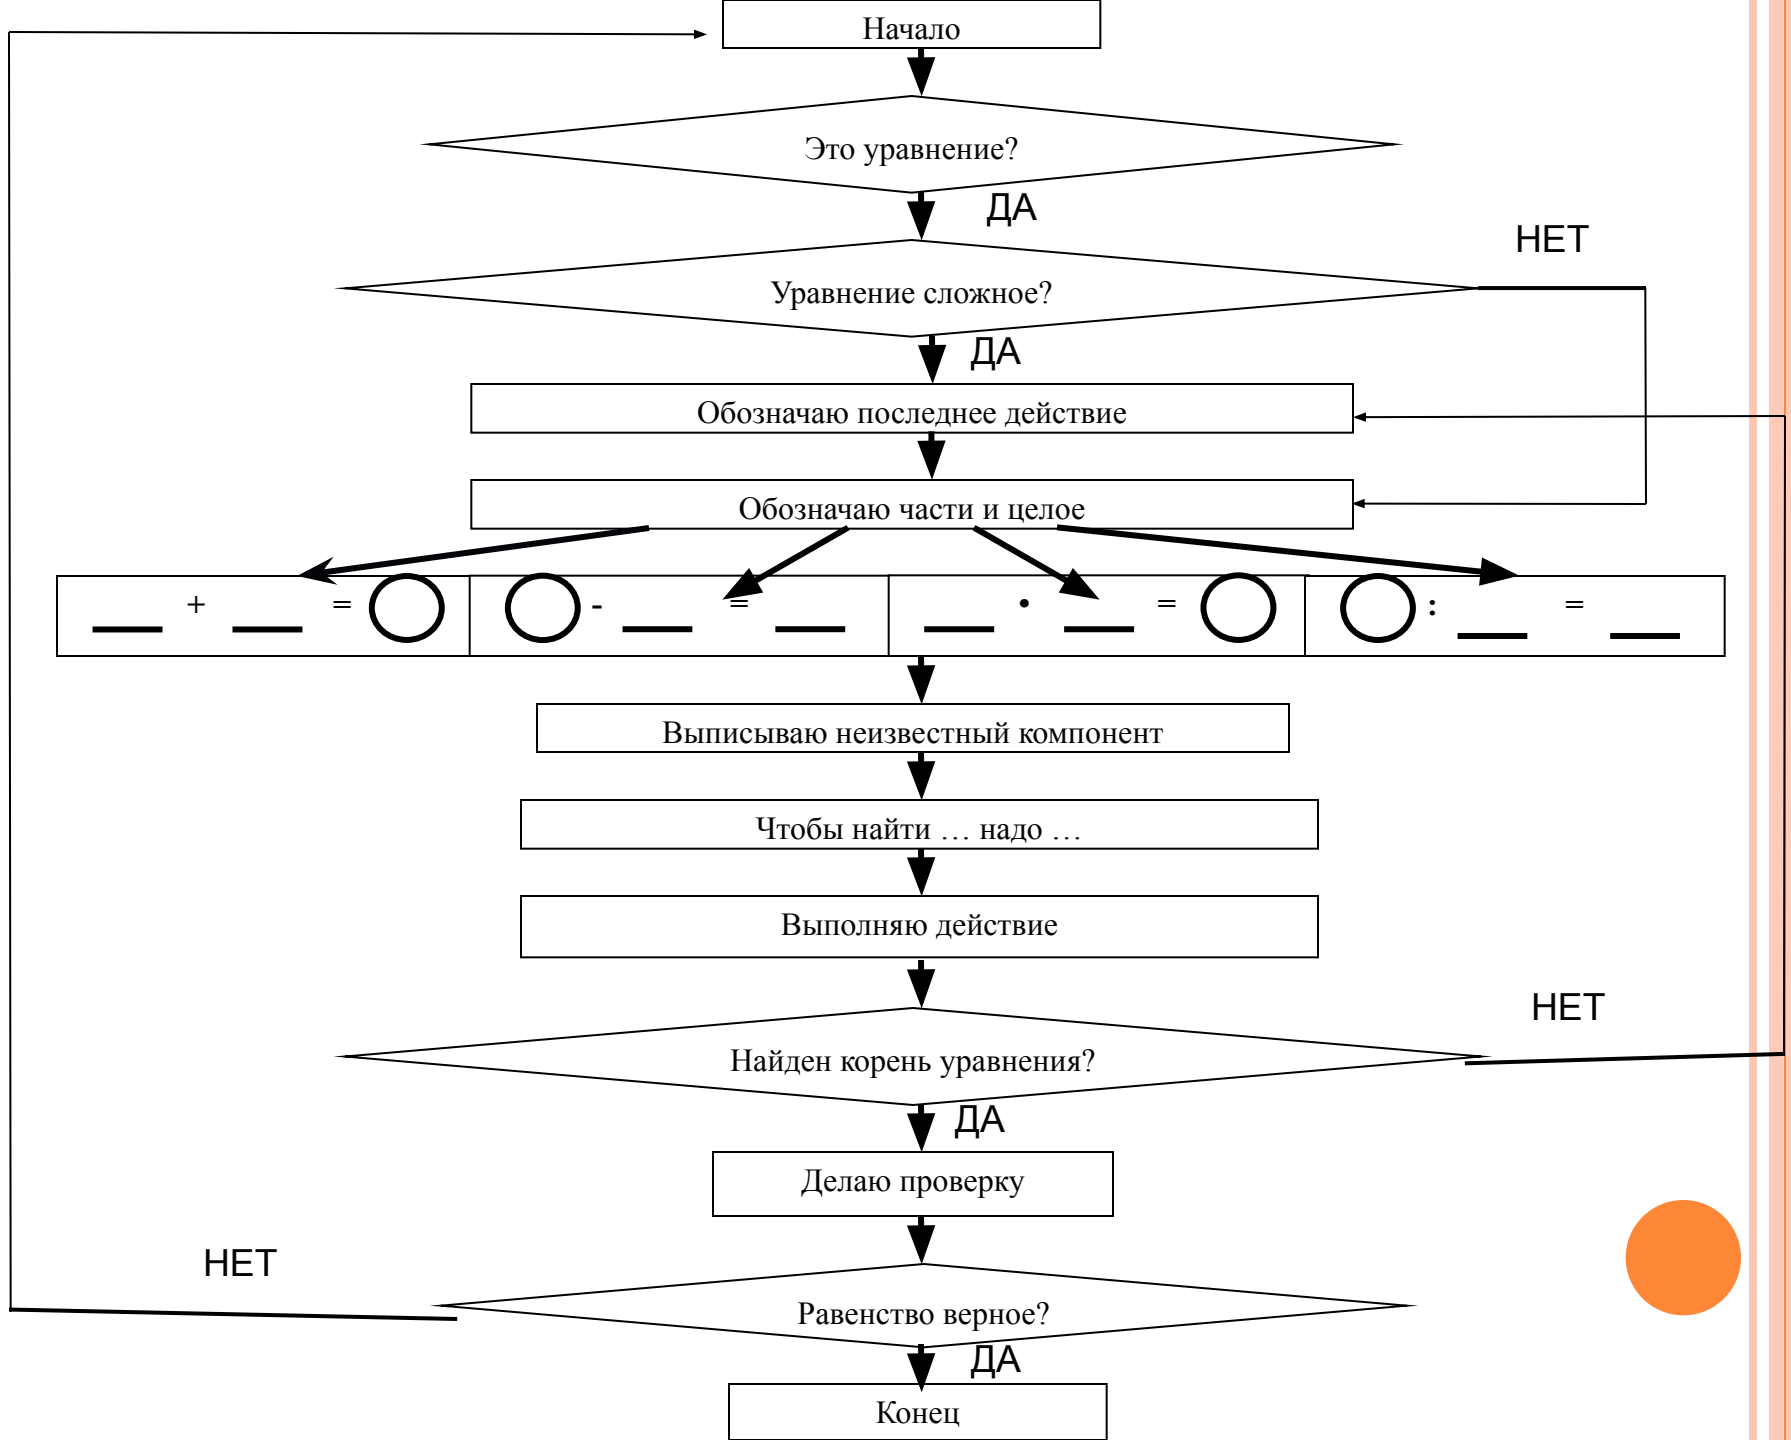 Начало
Это уравнение?
ДА
НЕТ
Уравнение сложное?
ДА
Обозначаю последнее действие
Обозначаю части и целое
+ =
- =
• =
: =
Выписываю неизвестный компонент
Чтобы найти … надо …
Выполняю действие
НЕТ
Найден корень уравнения?
ДА
Делаю проверку
НЕТ
Равенство верное?
ДА
Конец